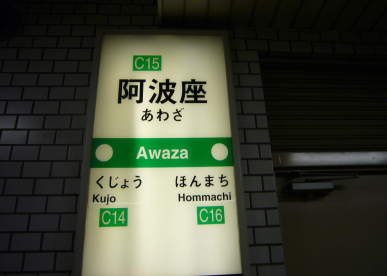 C15
阿波座
あわざ
Awaza
くじょう ほんまち
Kujo Hommachi
C14 C16